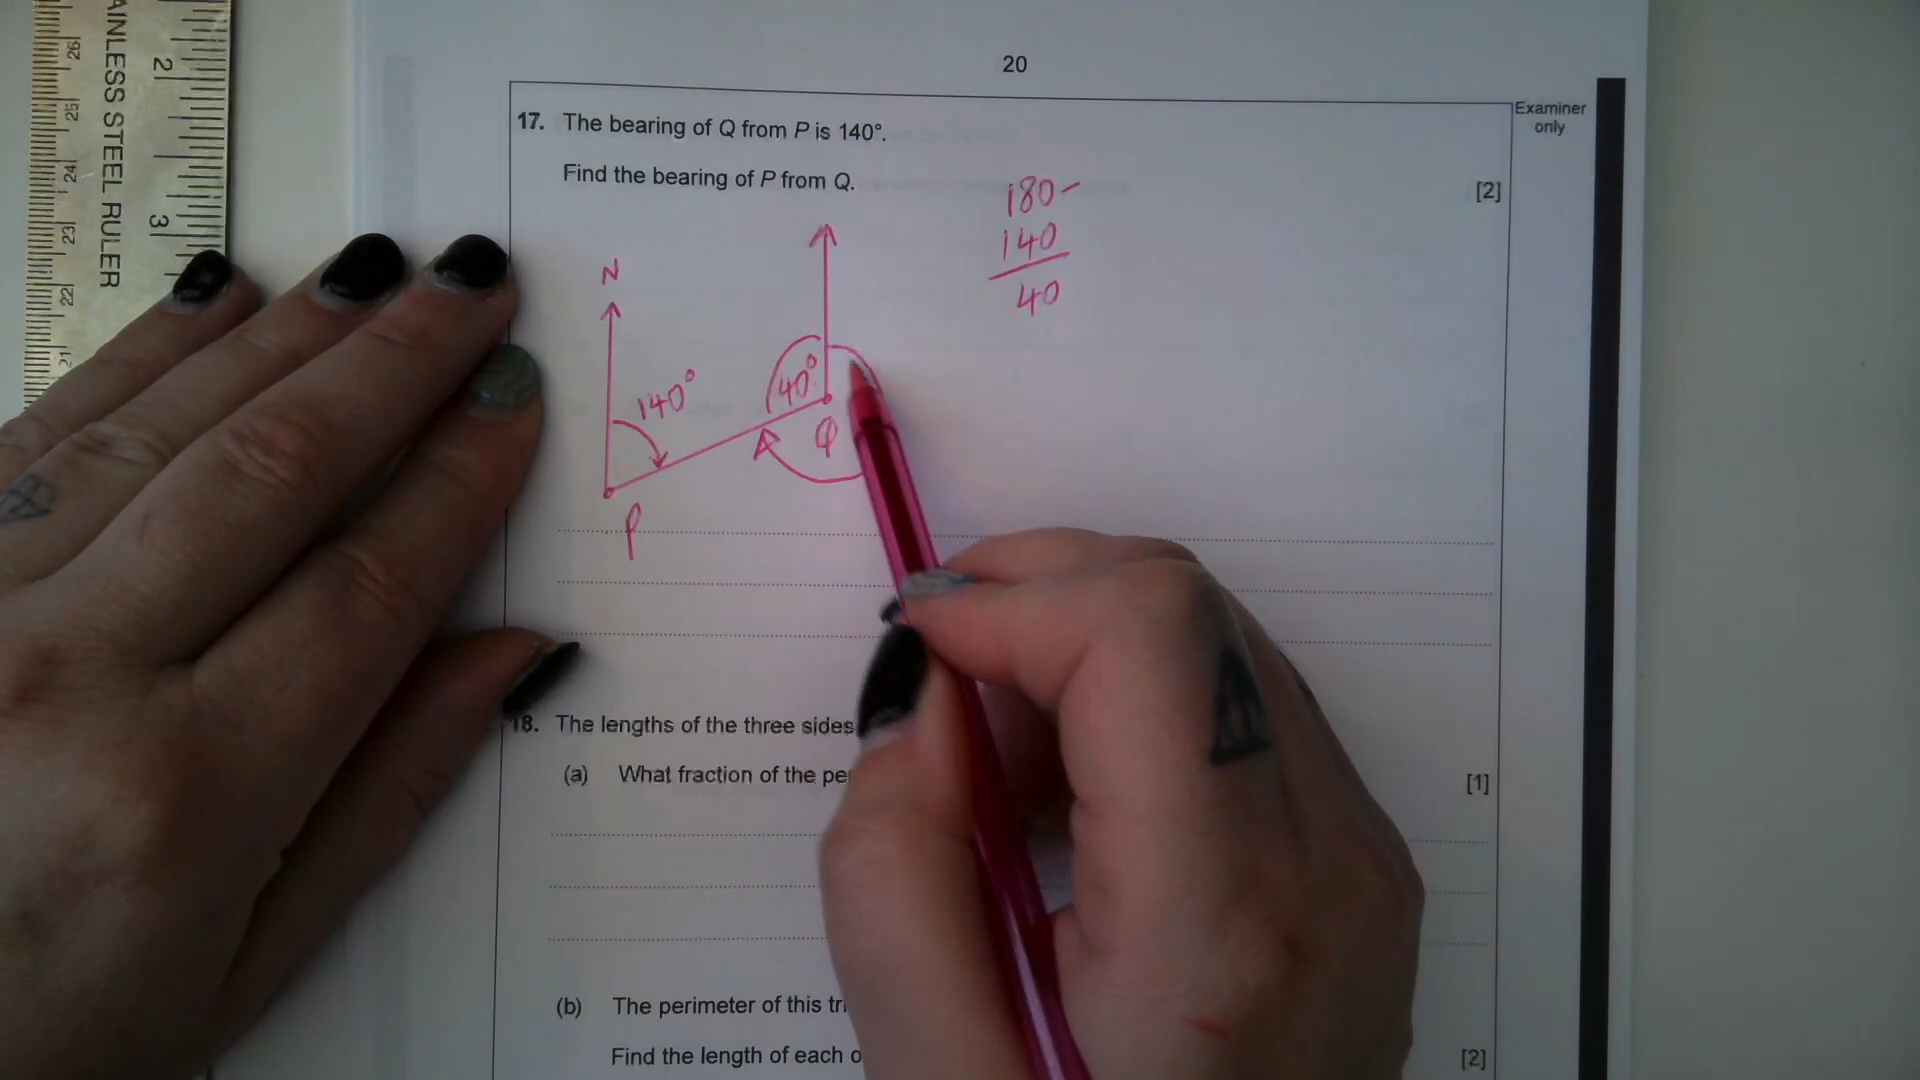 20
Examiner
only
17. The bearing of Q from P is 140°.
Find the bearing of P from Q.
[2]
180 -
140
40
N
140°
40°
Q
P
18. The lengths of the three sides
(a) What fraction of the pe
[1]
(b) The perimeter of this tri
Find the length of each o
[2]
AINLESS STEEL RULER
2
3
26
25
24
23
22
21